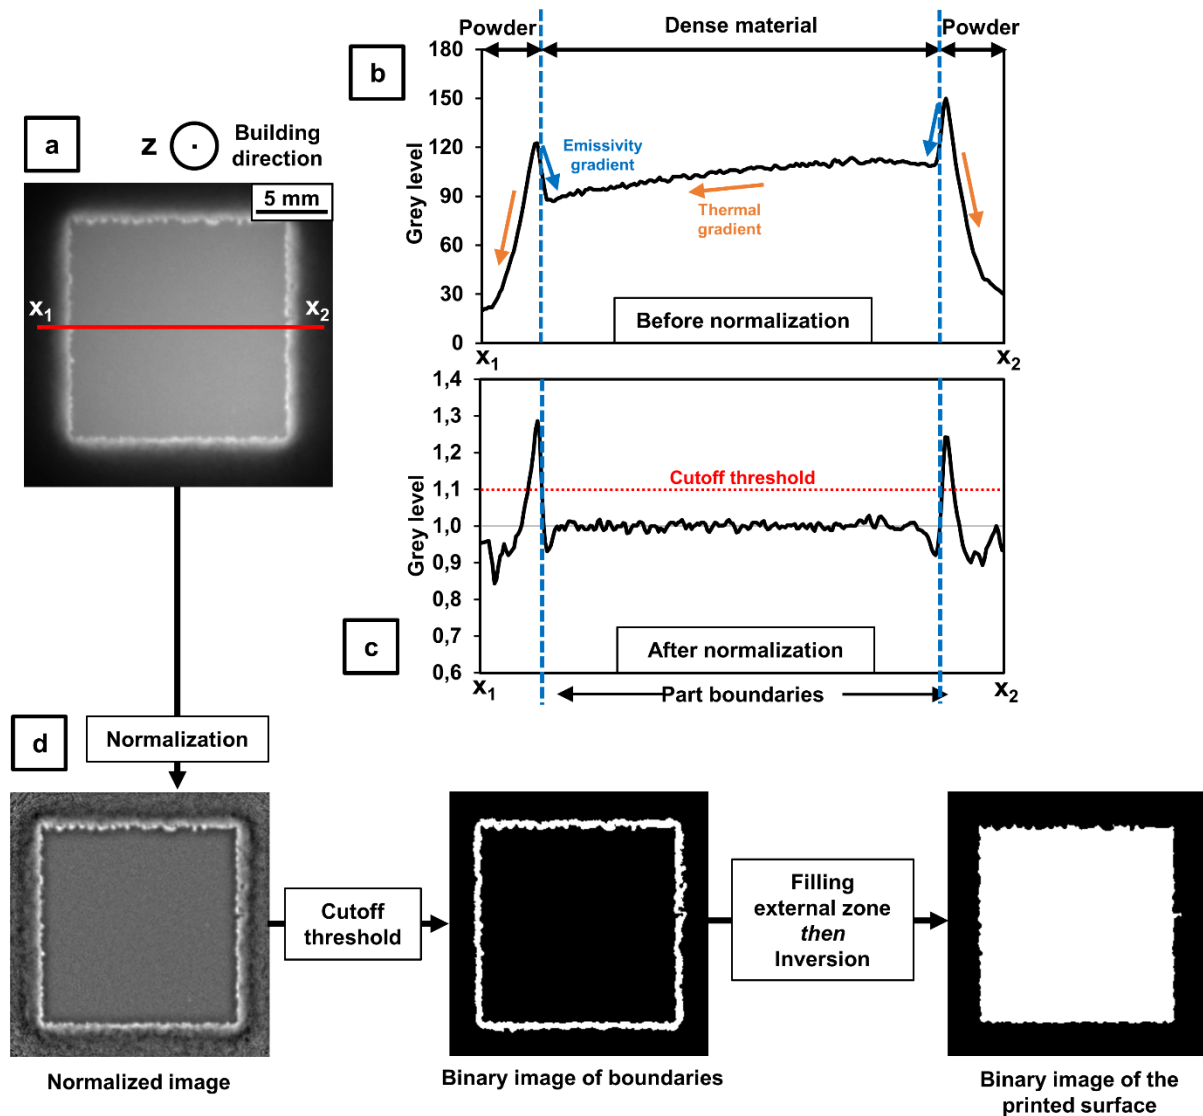 a
z
Building
direction
5 mm
x1
x2
b
Powder
Dense material
Powder
180
150
120
90
60
30
0
Grey level
Emissivity
gradient
Thermal
gradient
Before normalization
x1
x2
1,4
1,3
1,2
1,1
1,0
0,9
0,8
0,7
0,6
Grey level
Cutoff threshold
c
After normalization
x1
Part boundaries
x2
d
Normalization
Cutoff
threshold
Filling
external zone
then
Inversion
Normalized image
Binary image of boundaries
Binary image of the
printed surface